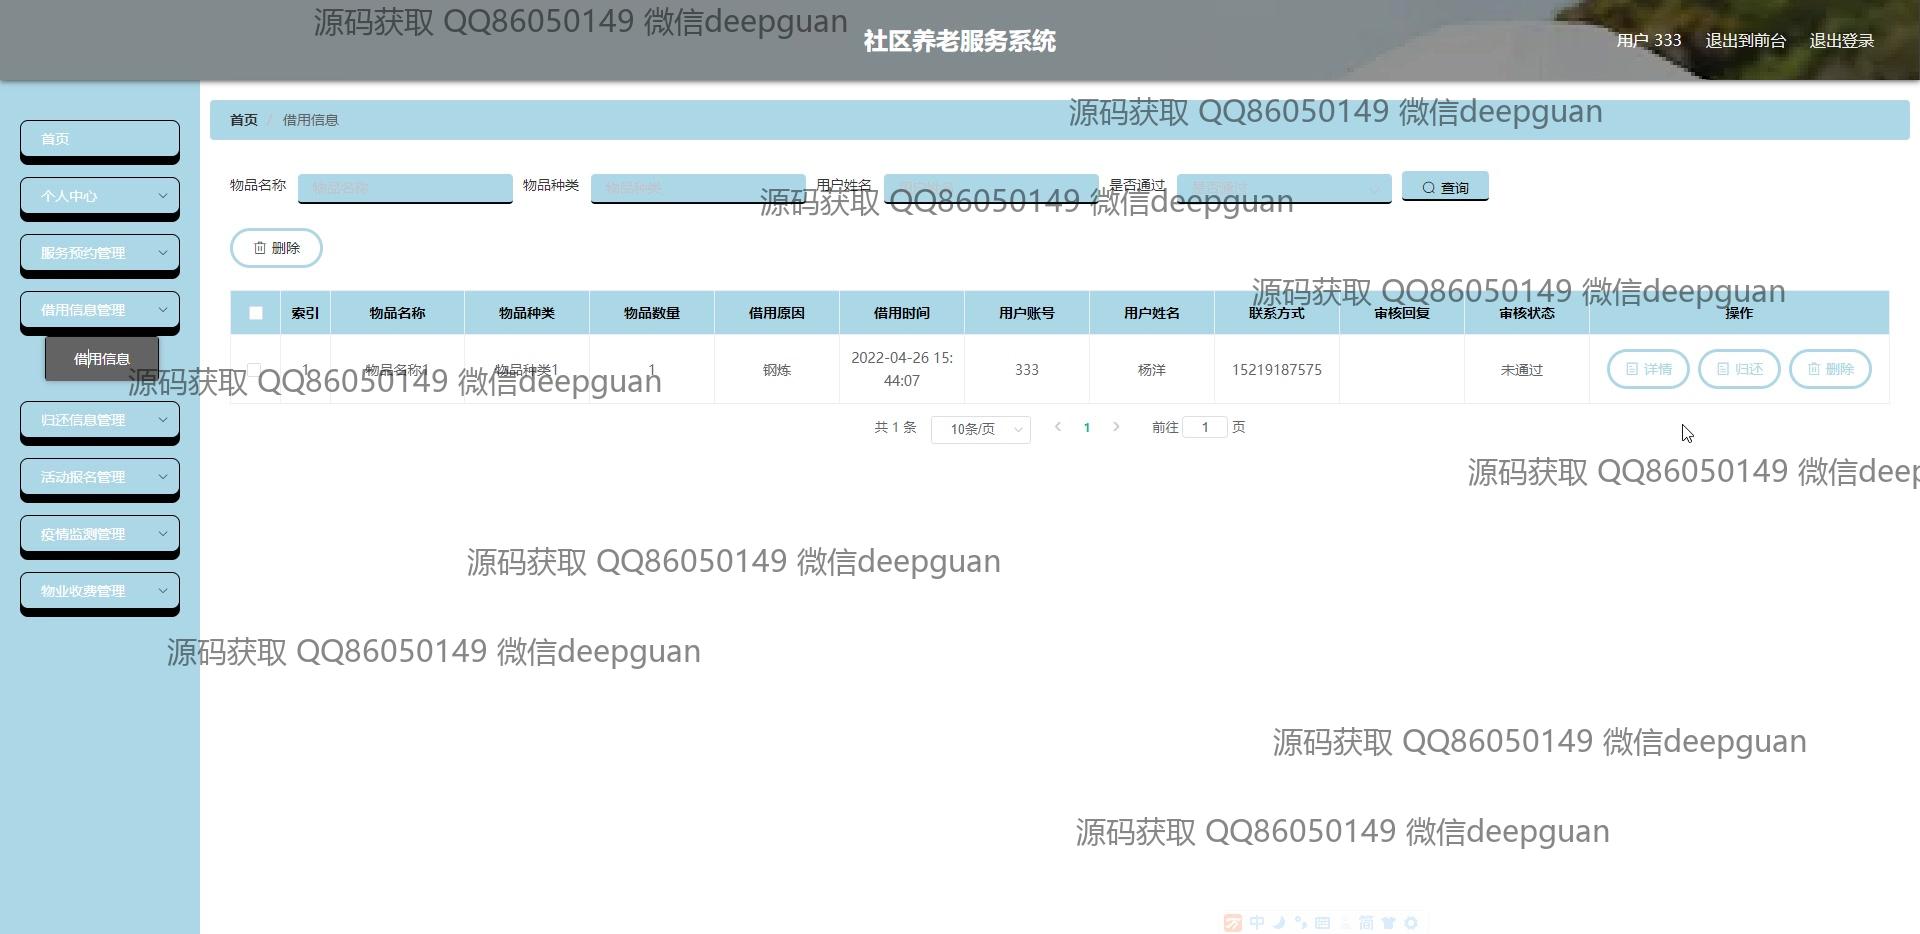 源码获取 QQ86050149 微信deepguan
社区养老服务系统
用户 333 退出到前台 退出登录
首页 / 借用信息
源码获取 QQ86050149 微信deepguan
首页
个人中心
服务预约管理
借用信息管理
借用信息
归还信息管理
活动报名管理
疫情监测管理
物业收费管理
物品名称 物品名称 物品种类 物品种类 用户姓名 是否通过 是否通过 查询
源码获取 QQ86050149 微信deepguan
删除
源码获取 QQ86050149 微信deepguan
索引 物品名称 物品种类 物品数量 借用原因 借用时间 用户账号 用户姓名 联系方式 审核回复 审核状态 操作
1 物品名称1 物品种类1 1 钢炼 2022-04-26 15:44:07 333 杨洋 15219187575 未通过 详情 归还 删除
源码获取 QQ86050149 微信deepguan
共 1 条 10条/页 1 前往 1 页
源码获取 QQ86050149 微信deep
源码获取 QQ86050149 微信deepguan
源码获取 QQ86050149 微信deepguan
源码获取 QQ86050149 微信deepguan
源码获取 QQ86050149 微信deepguan
中 简